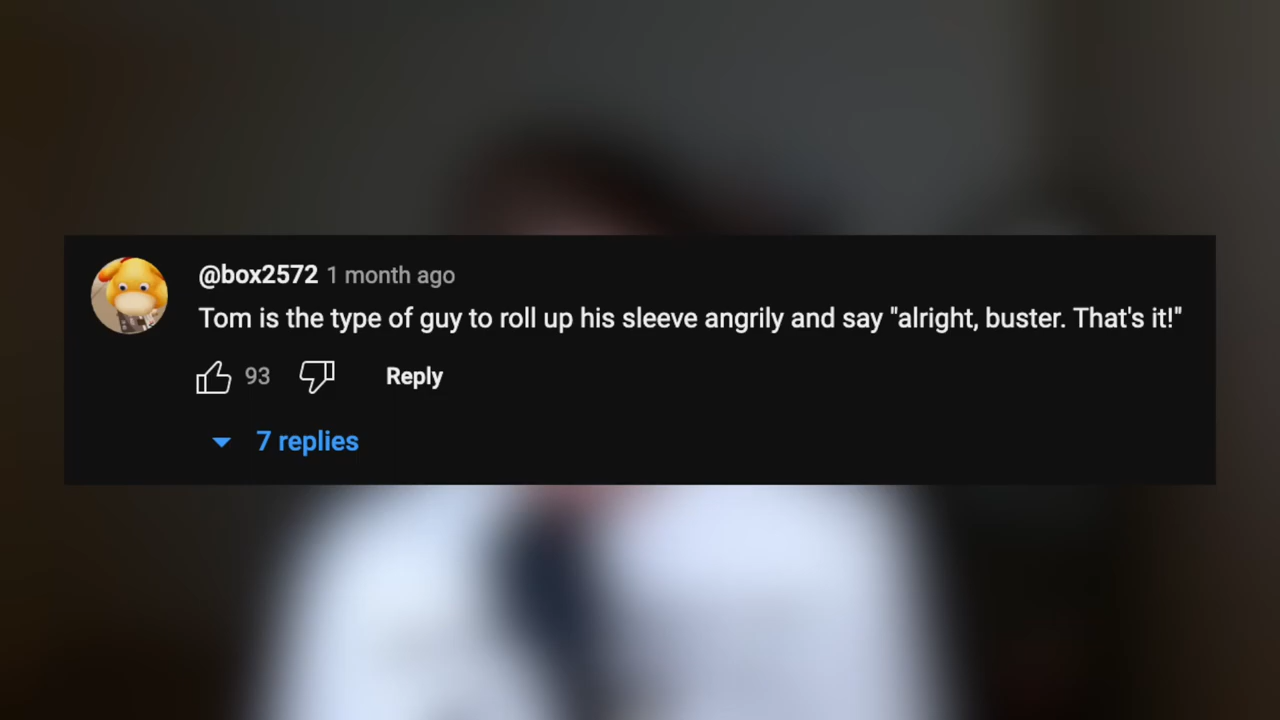 @box2572 1 month ago
Tom is the type of guy to roll up his sleeve angrily and say "alright, buster. That's it!"
93 Reply
7 replies